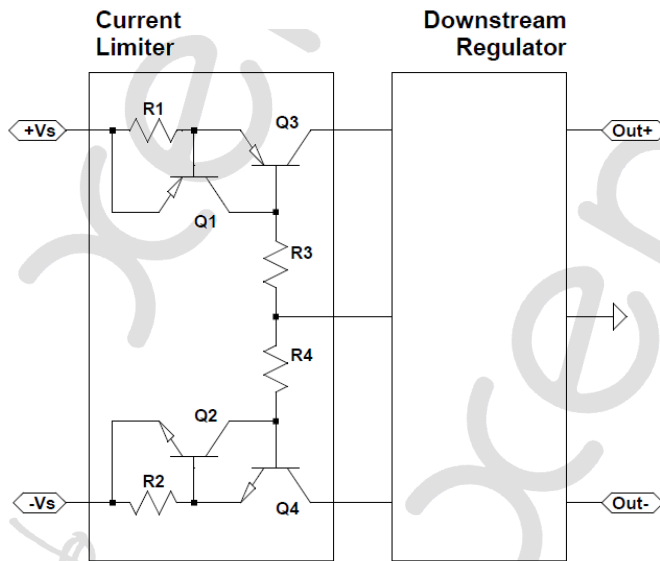 Current
Limiter
Downstream
Regulator
R1
Q3
+Vs
Out+
Q1
R3
R4
Q2
R2
-Vs
Q4
Out-